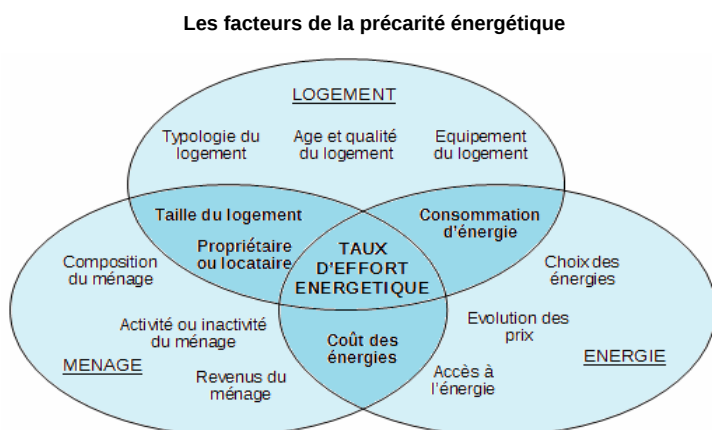 Les facteurs de la précarité énergétique
LOGEMENT
Typologie du
logement
Age et qualité
du logement
Equipement
du logement
Taille du logement
Propriétaire
ou locataire
Consommation
d'énergie
TAUX
D'EFFORT
ENERGETIQUE
Composition
du ménage
Activité ou inactivité
du ménage
MENAGE
Revenus du
ménage
Coût des
énergies
Choix des
énergies
Evolution des
prix
ENERGIE
Accès à
l'énergie